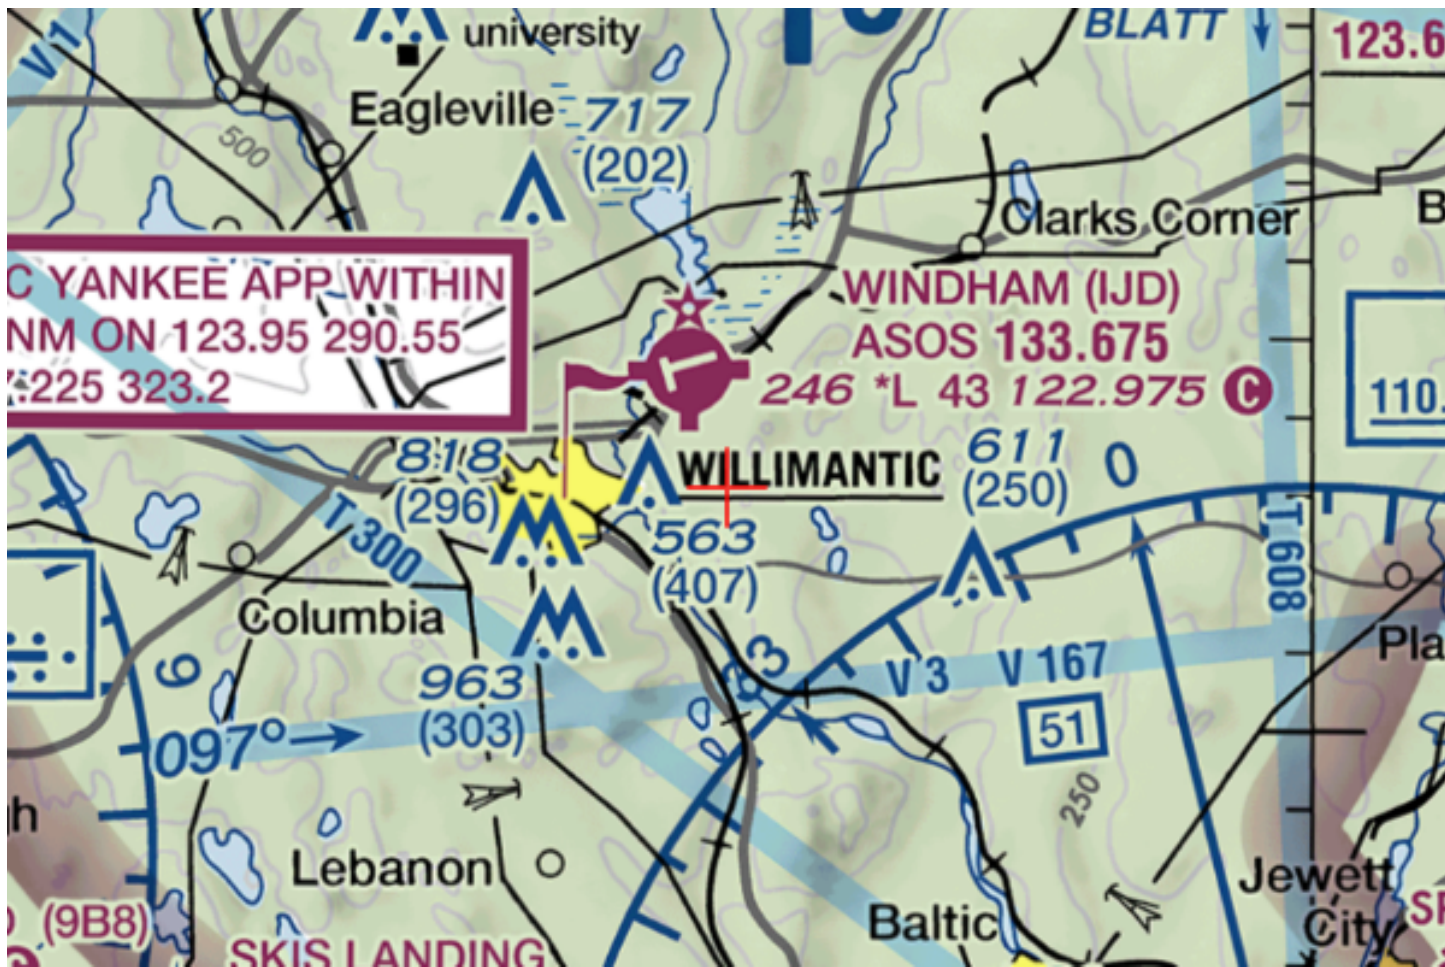 V 1
university
BLATT
123.6
Eagleville
717
(202)
500
Clarks Corner
B
C YANKEE APP WITHIN
NM ON 123.95 290.55
.225 323.2
WINDHAM (IJD)
ASOS 133.675
246 *L 43 122.975 C
110.
818
(296)
WILLIMANTIC
611
(250)
0
T 300
563
(407)
T 608
Columbia
Pla
6
33
V 3
V 167
963
(303)
51
097°
250
h
Lebanon
Jewett
City
(9B8)
Baltic
SKIS LANDING